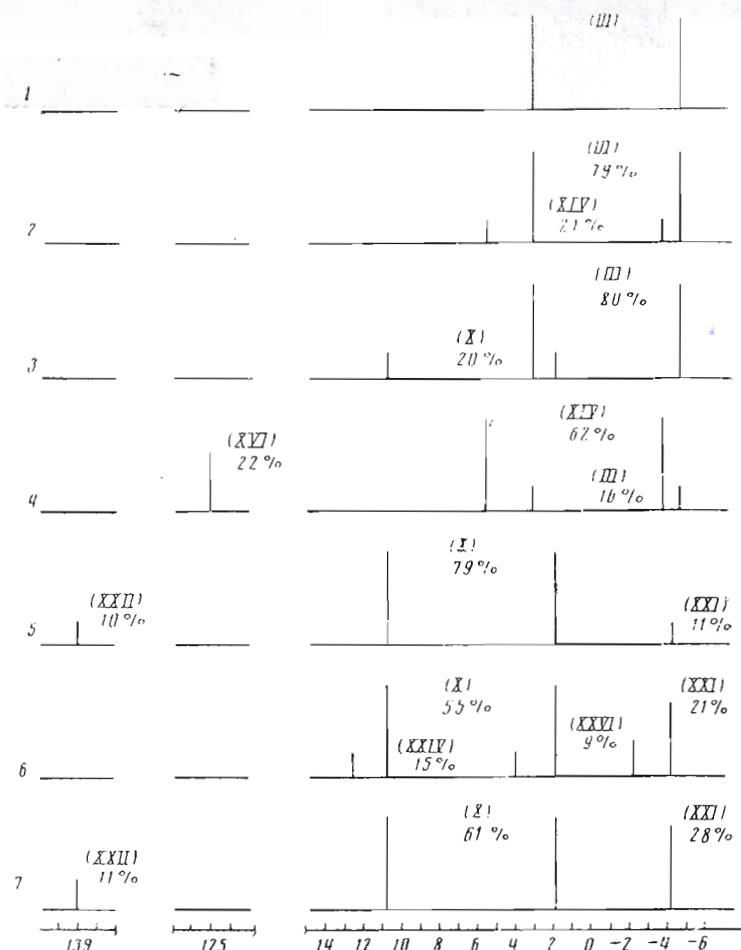 (III)
1
(III)
79%
(XIV)
21%
2
(III)
80%
(X)
20%
3
(XIV)
62%
(XVI)
22%
(III)
16%
4
(X)
79%
(XXII)
10%
(XXI)
11%
5
(X)
55%
(XXI)
21%
(XXIV)
15%
(XXVI)
9%
6
(X)
61%
(XXI)
28%
(XXII)
11%
7
139 125 14 12 10 8 6 4 2 0 -2 -4 -6